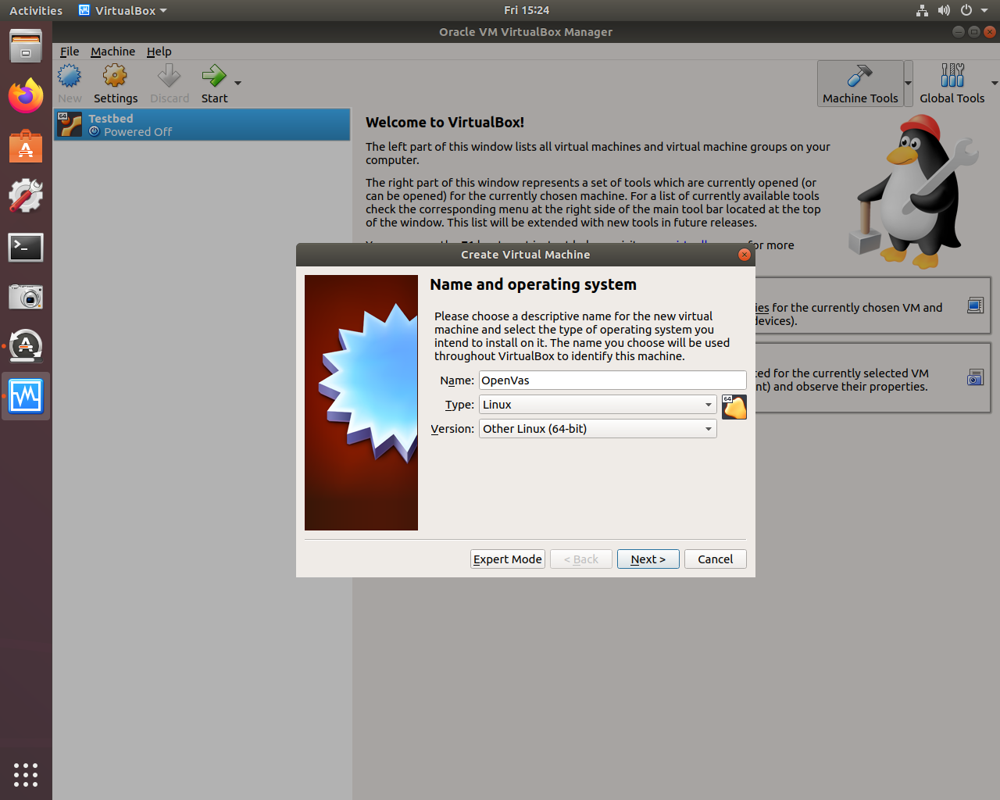 Activities
VirtualBox
Fri 15:24
Oracle VM VirtualBox Manager
File Machine Help
New Settings Discard Start
Machine Tools Global Tools
64
Testbed
Powered Off
Welcome to VirtualBox!
The left part of this window lists all virtual machines and virtual machine groups on your
computer.
The right part of this window represents a set of tools which are currently opened (or
can be opened) for the currently chosen machine. For a list of currently available tools
check the corresponding menu at the right side of the main tool bar located at the top
of the window. This list will be extended with new tools in future releases.
for more
for the currently chosen VM and
devices).
for the currently selected VM
and observe their properties.
Create Virtual Machine
Name and operating system
Please choose a descriptive name for the new virtual
machine and select the type of operating system you
intend to install on it. The name you choose will be used
throughout VirtualBox to identify this machine.
Name: OpenVas
Type: Linux
64
Version: Other Linux (64-bit)
Expert Mode < Back Next > Cancel